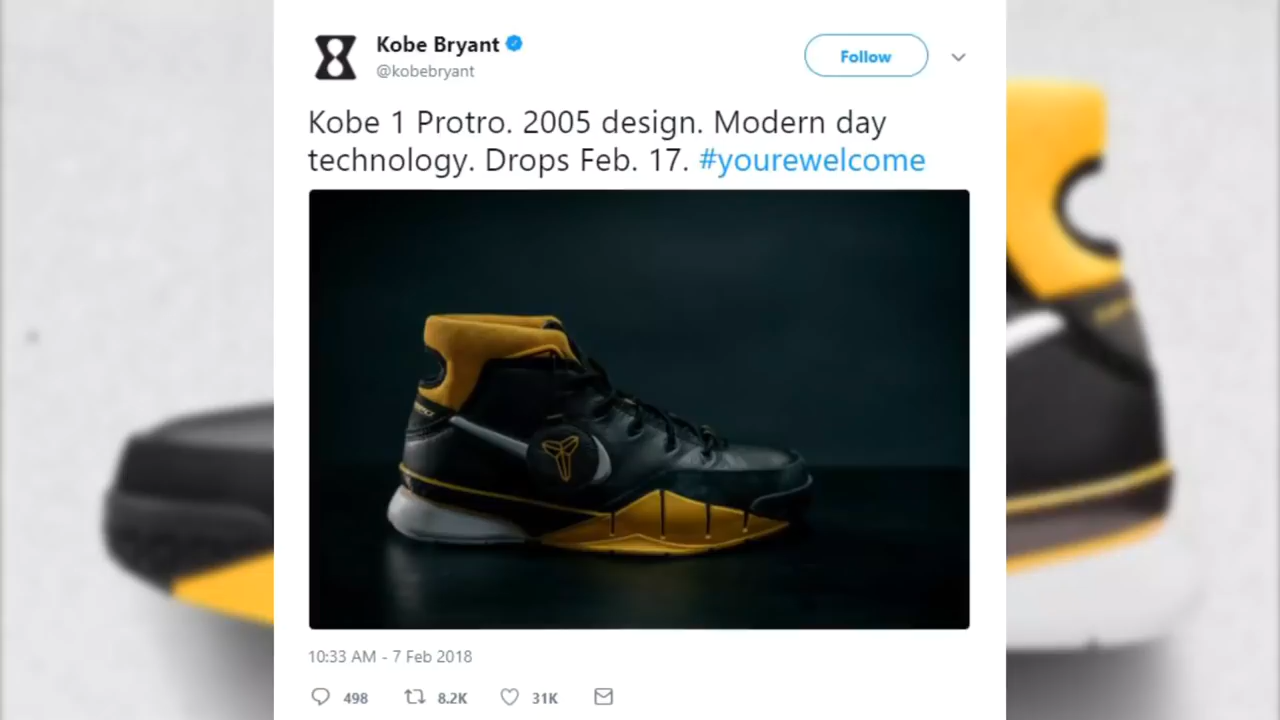 Kobe Bryant
@kobebryant
Follow
Kobe 1 Protro. 2005 design. Modern day
technology. Drops Feb. 17. #yourewelcome
10:33 AM - 7 Feb 2018
498 8.2K 31K